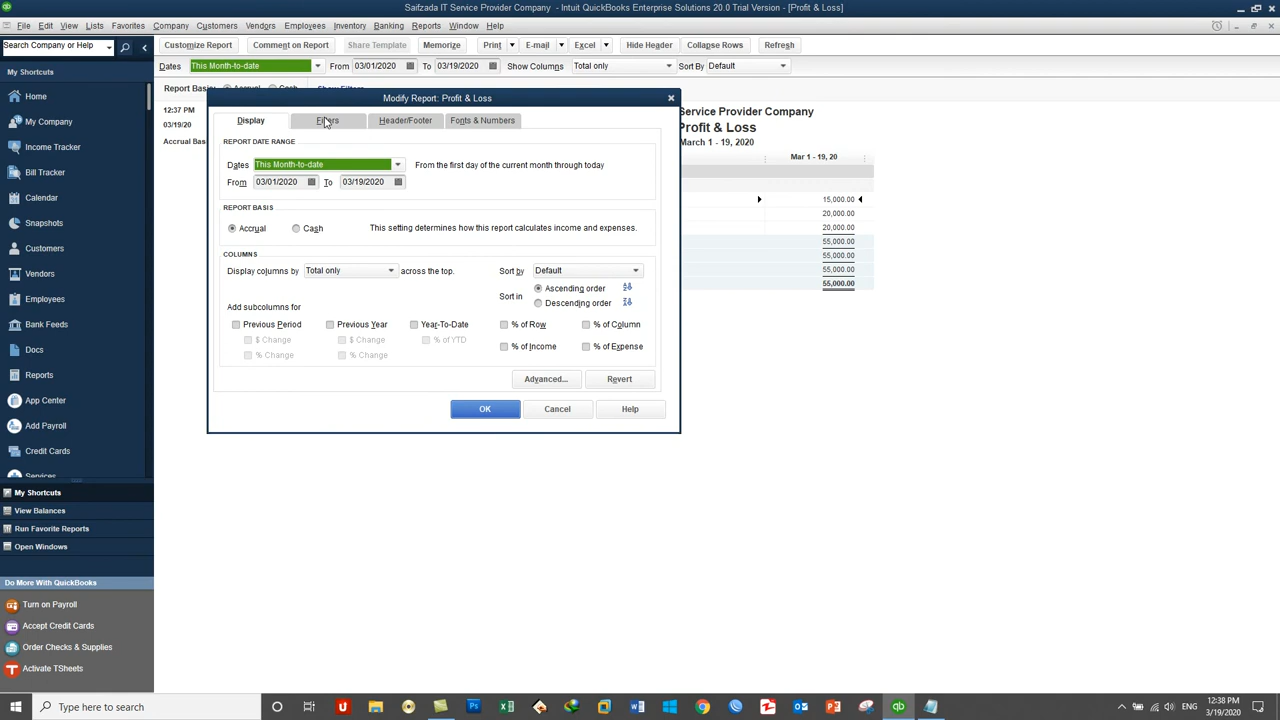 Saifzada IT Service Provider Company - Intuit QuickBooks Enterprise Solutions 20.0 Trial Version - [Profit & Loss]
File Edit View Lists Favorites Company Customers Vendors Employees Inventory Banking Reports Window Help
Search Company or Help
Customize Report Comment on Report Share Template Memorize Print E-mail Excel Hide Header Collapse Rows Refresh
My Shortcuts
Dates This Month-to-date From 03/01/2020 To 03/19/2020 Show Columns Total only Sort By Default
Report Basis: Accrual Cash Show Filters
Home
My Company
Income Tracker
Bill Tracker
Calendar
Snapshots
Customers
Vendors
Employees
Bank Feeds
Docs
Reports
App Center
Add Payroll
Credit Cards
Services
My Shortcuts
View Balances
Run Favorite Reports
Open Windows
Do More With QuickBooks
Turn on Payroll
Accept Credit Cards
Order Checks & Supplies
Activate TSheets
12:37 PM
03/19/20
Accrual Bas
Service Provider Company
Profit & Loss
March 1 - 19, 2020
Mar 1 - 19, 20
15,000.00
20,000.00
20,000.00
55,000.00
55,000.00
55,000.00
55,000.00
Modify Report: Profit & Loss
Display Filters Header/Footer Fonts & Numbers
REPORT DATE RANGE
Dates This Month-to-date From the first day of the current month through today
From 03/01/2020 To 03/19/2020
REPORT BASIS
Accrual Cash This setting determines how this report calculates income and expenses.
COLUMNS
Display columns by Total only across the top. Sort by Default
Sort in Ascending order
Descending order
Add subcolumns for
Previous Period Previous Year Year-To-Date % of Row % of Column
$ Change $ Change % of YTD
% of Income % of Expense
% Change % Change
Advanced... Revert
OK Cancel Help
Type here to search
ENG
12:38 PM
3/19/2020